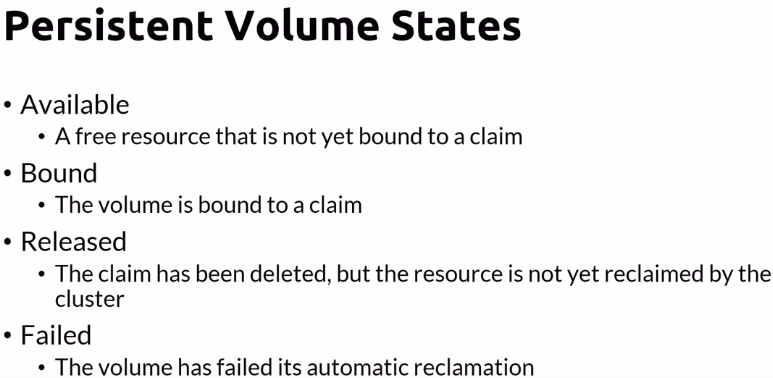 Persistent Volume States
• Available
• A free resource that is not yet bound to a claim
• Bound
• The volume is bound to a claim
• Released
• The claim has been deleted, but the resource is not yet reclaimed by the
cluster
• Failed
• The volume has failed its automatic reclamation